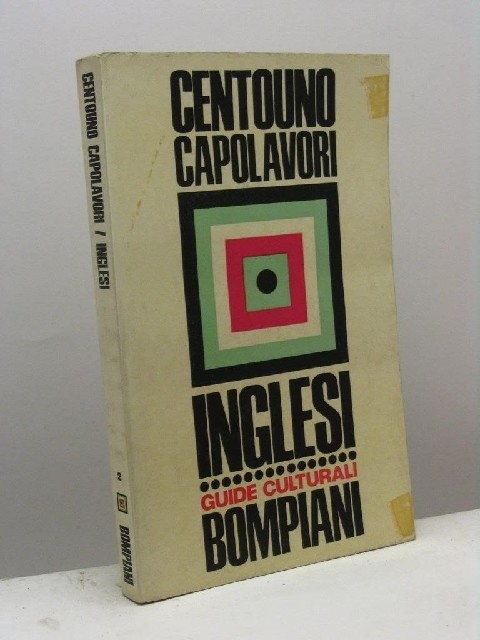 CENTOUNO
CAPOLAVORI
INGLESI
GUIDE CULTURALI
BOMPIANI
CENTOUNO CAPOLAVORI / INGLESI
2
BOMPIANI